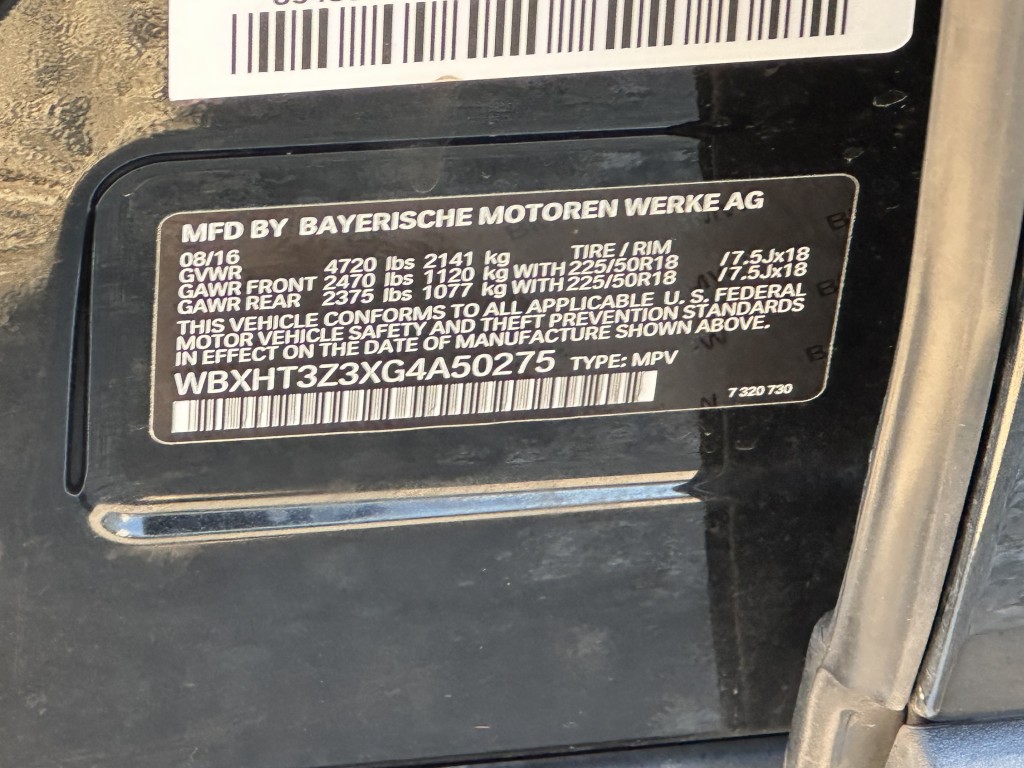 MFD BY BAYERISCHE MOTOREN WERKE AG
08/16 TIRE / RIM
GVWR 4720 lbs 2141 kg
GAWR FRONT 2470 lbs 1120 kg WITH 225/50R18 /7.5Jx18
GAWR REAR 2375 lbs 1077 kg WITH 225/50R18 /7.5Jx18
THIS VEHICLE CONFORMS TO ALL APPLICABLE U. S. FEDERAL
MOTOR VEHICLE SAFETY AND THEFT PREVENTION STANDARDS
IN EFFECT ON THE DATE OF MANUFACTURE SHOWN ABOVE.
WBXHT3Z3XG4A50275 TYPE: MPV
7 320 730